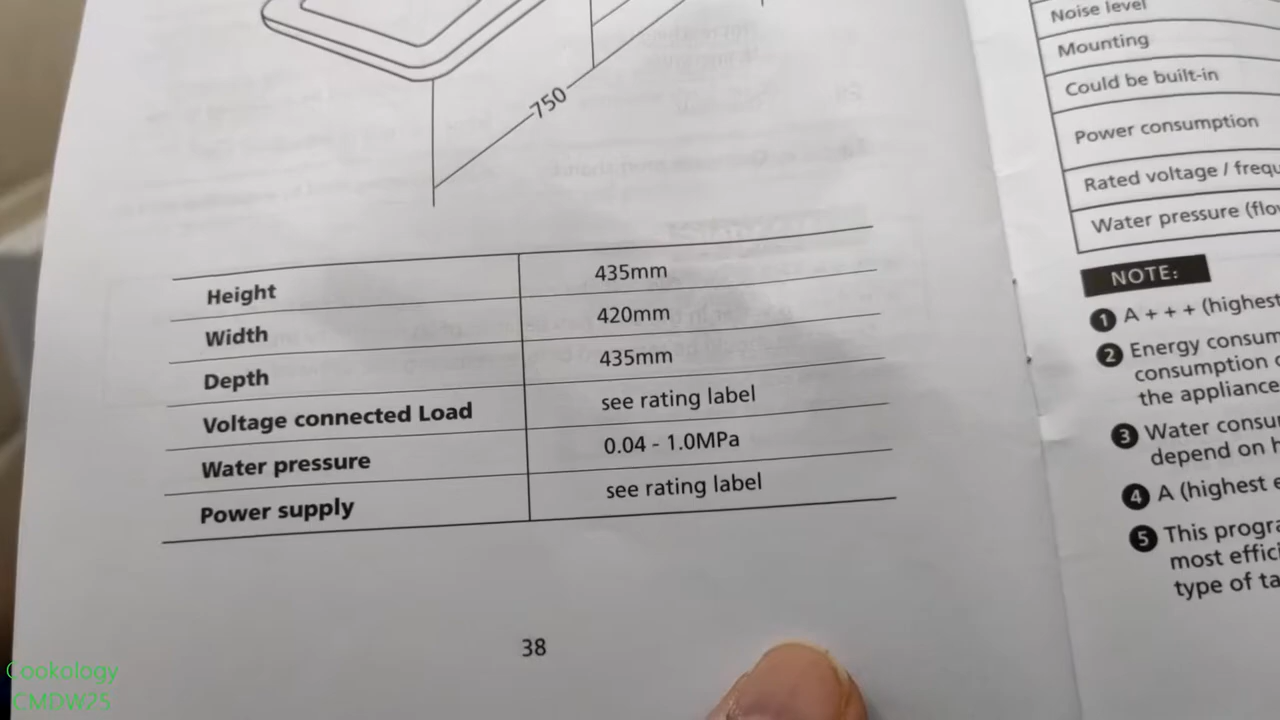 750
Height 435mm
Width 420mm
Depth 435mm
Voltage connected Load see rating label
Water pressure 0.04 - 1.0MPa
Power supply see rating label
38
Noise level
Mounting
Could be built-in
Power consumption
Rated voltage / frequ
Water pressure (flo
NOTE:
1 A + + + (highest
2 Energy consum
consumption
the appliance
3 Water consu
depend on h
4 A (highest e
5 This progra
most effici
type of ta
Cookology
CMDW25